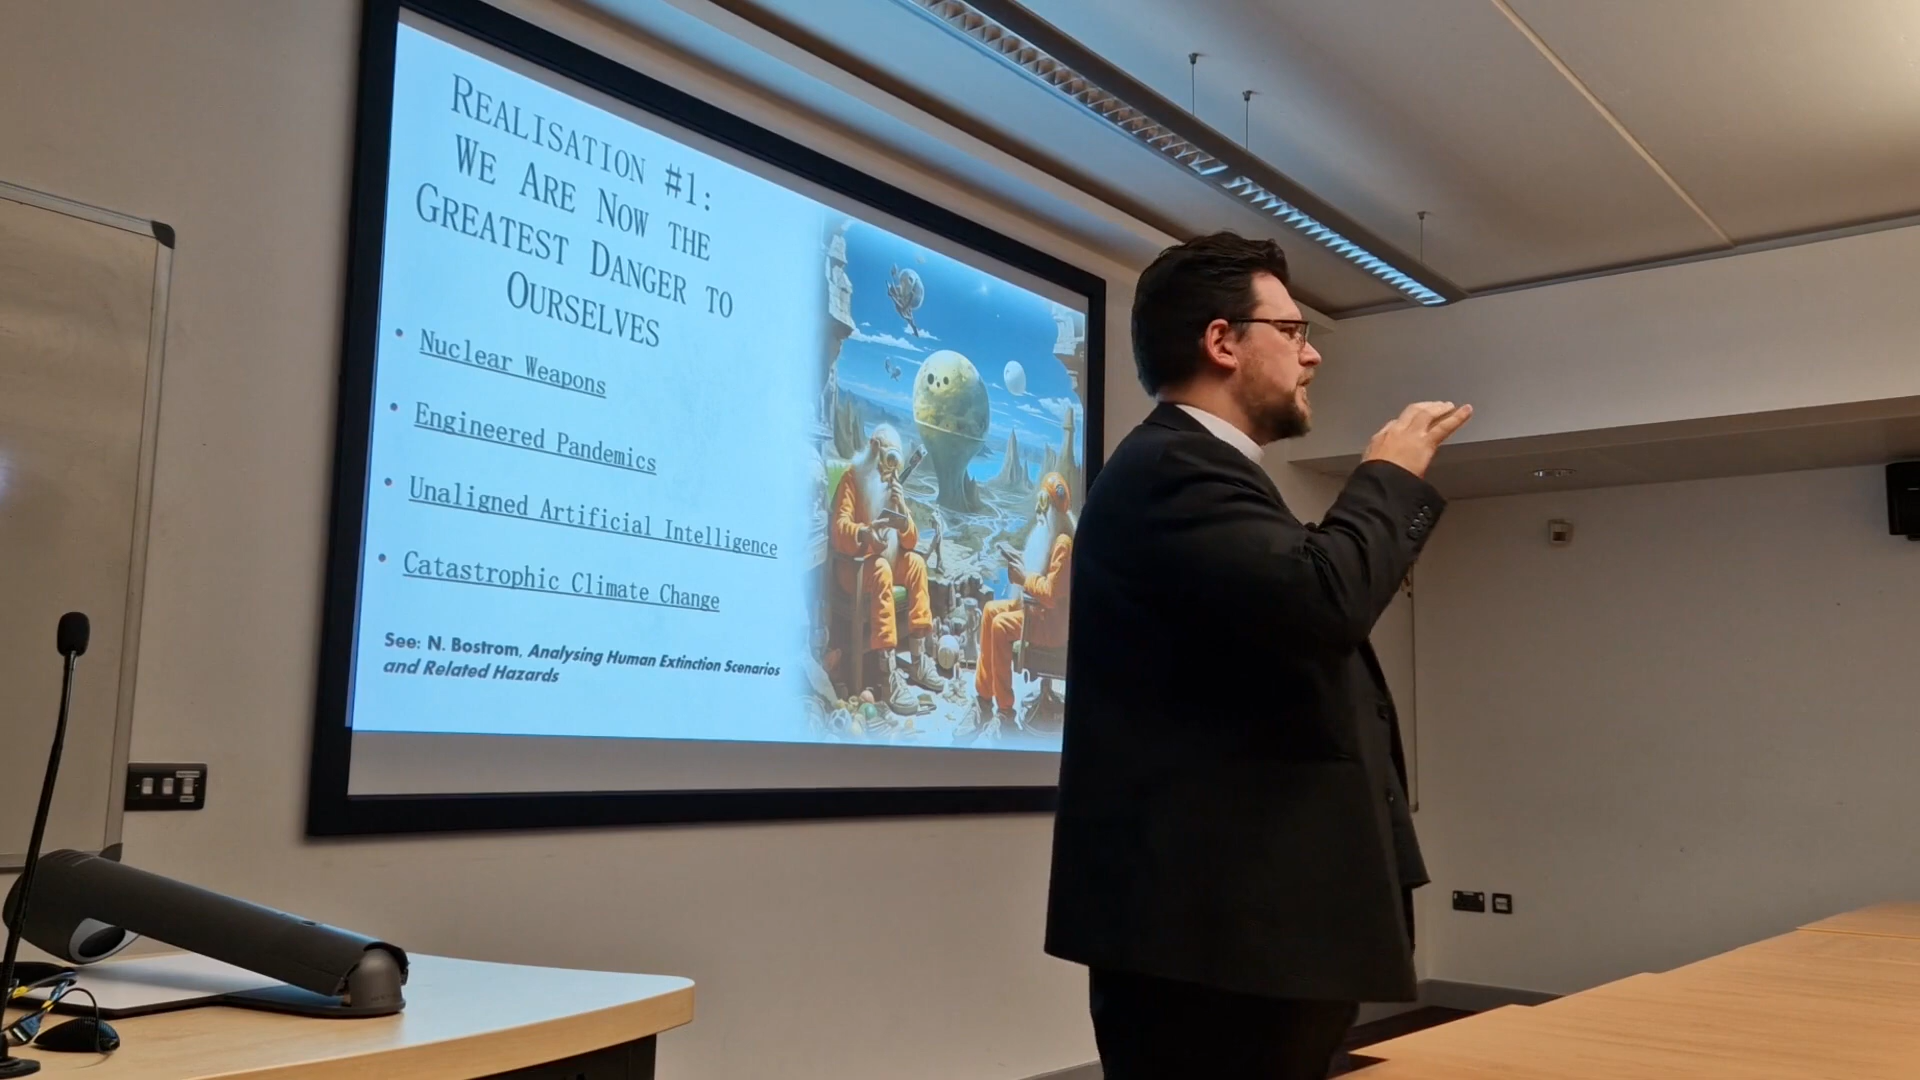 REALISATION #1:
WE ARE NOW THE
GREATEST DANGER TO
OURSELVES
• Nuclear Weapons
• Engineered Pandemics
• Unaligned Artificial Intelligence
• Catastrophic Climate Change
See: N. Bostrom, Analysing Human Extinction Scenarios
and Related Hazards